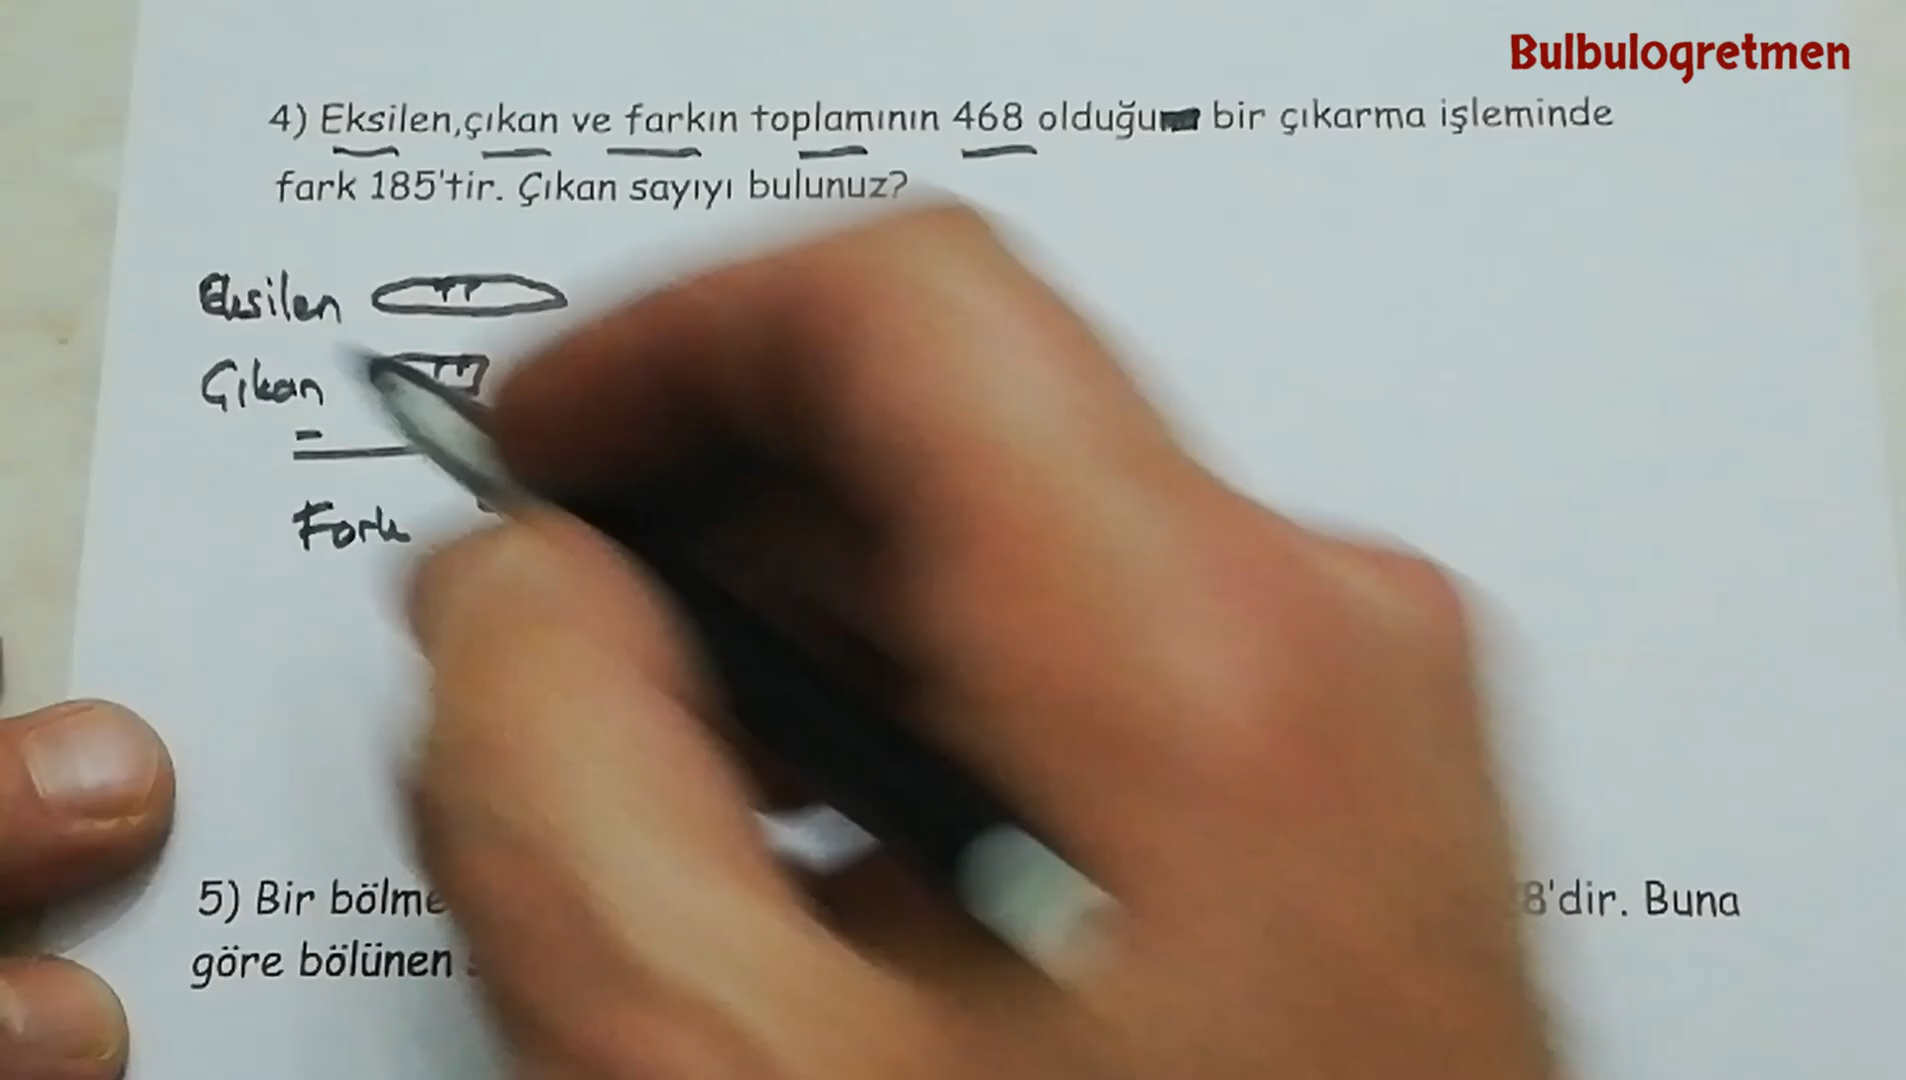 Bulbulogretmen
4) Eksilen,çıkan ve farkın toplamının 468 olduğu bir çıkarma işleminde
fark 185'tir. Çıkan sayıyı bulunuz?
Eksilen
Çıkan
-
Fark
5) Bir bölme 8'dir. Buna
göre bölünen